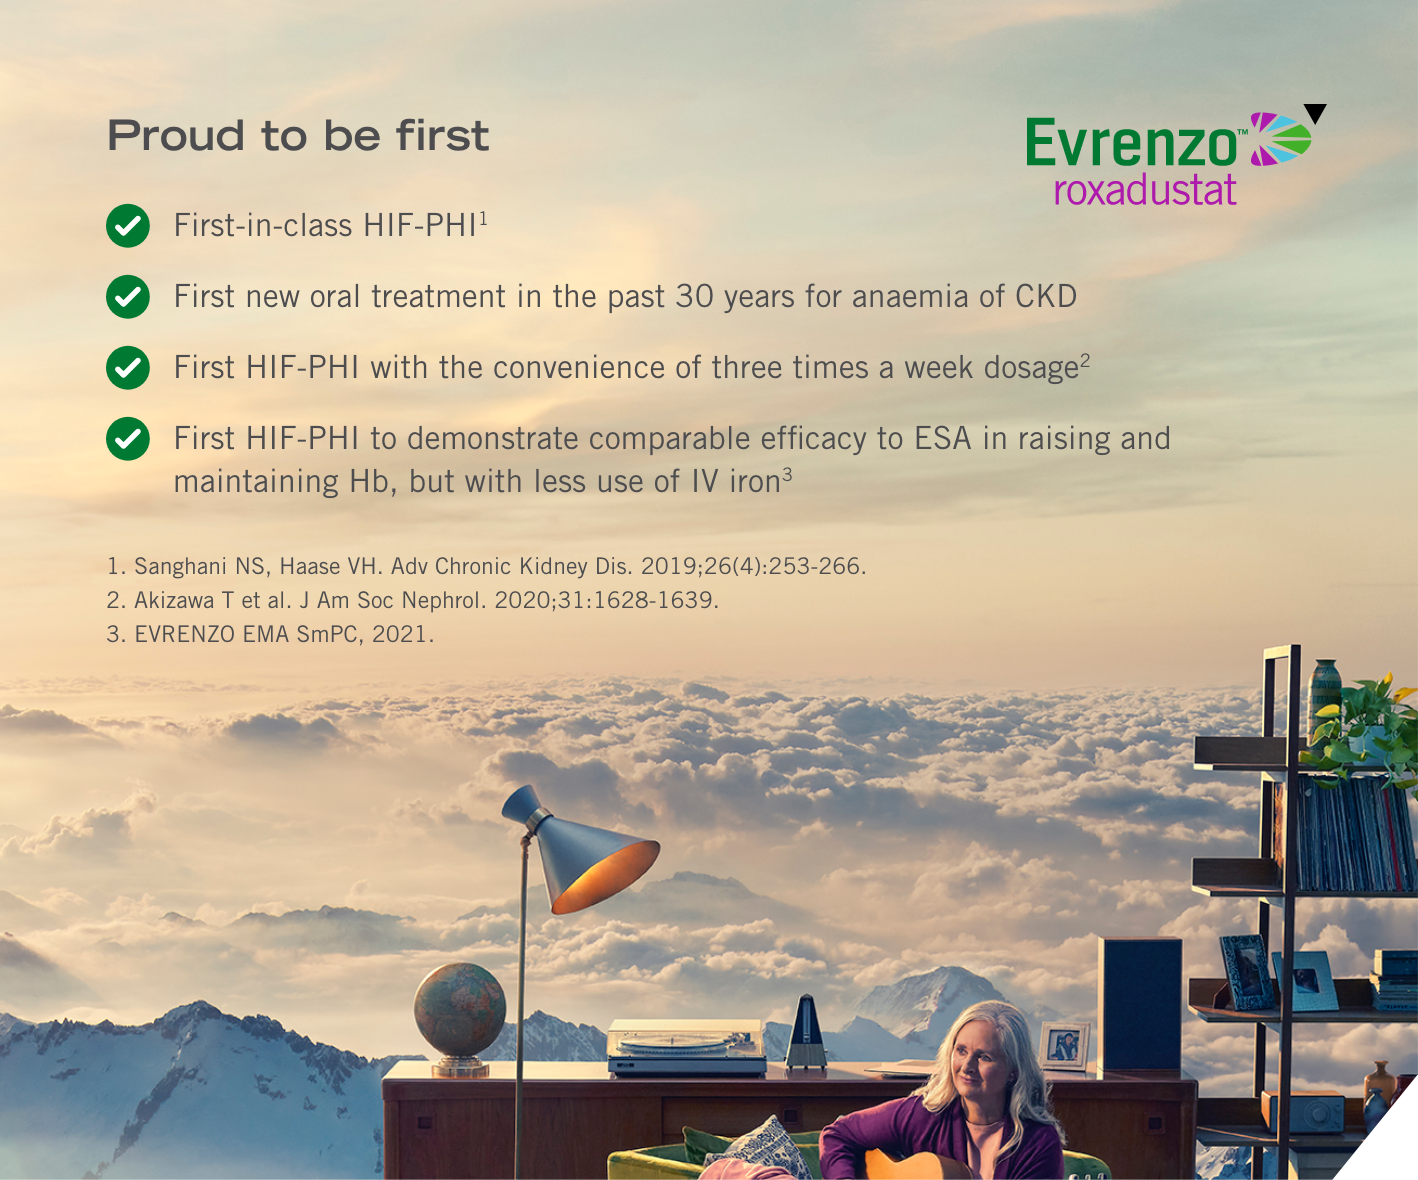 Proud to be first
Evrenzo™
roxadustat
First-in-class HIF-PHI¹
First new oral treatment in the past 30 years for anaemia of CKD
First HIF-PHI with the convenience of three times a week dosage²
First HIF-PHI to demonstrate comparable efficacy to ESA in raising and
maintaining Hb, but with less use of IV iron³
1. Sanghani NS, Haase VH. Adv Chronic Kidney Dis. 2019;26(4):253-266.
2. Akizawa T et al. J Am Soc Nephrol. 2020;31:1628-1639.
3. EVRENZO EMA SmPC, 2021.